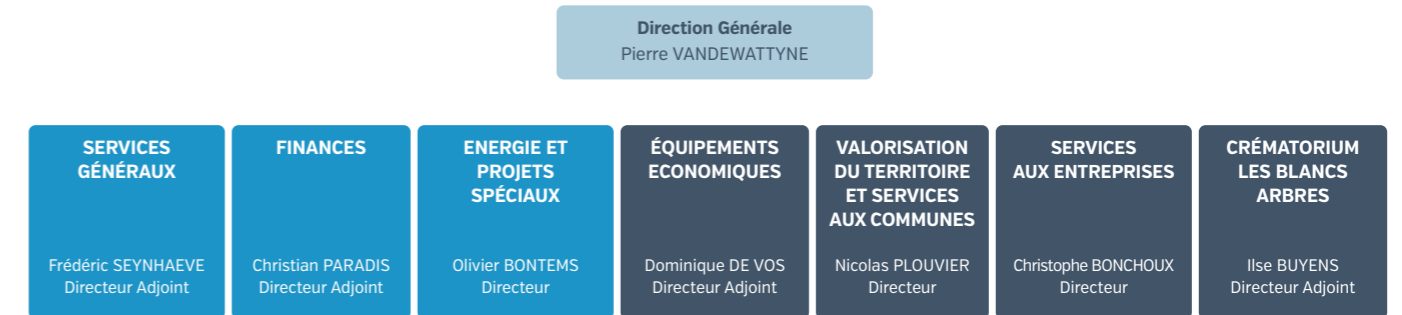 Direction Générale
Pierre VANDEWATTYNE
SERVICES
GÉNÉRAUX
Frédéric SEYNHAEVE
Directeur Adjoint
FINANCES
Christian PARADIS
Directeur Adjoint
ENERGIE ET
PROJETS
SPÉCIAUX
Olivier BONTEMS
Directeur
ÉQUIPEMENTS
ECONOMIQUES
Dominique DE VOS
Directeur Adjoint
VALORISATION
DU TERRITOIRE
ET SERVICES
AUX COMMUNES
Nicolas PLOUVIER
Directeur
SERVICES
AUX ENTREPRISES
Christophe BONCHOUX
Directeur
CRÉMATORIUM
LES BLANCS
ARBRES
Ilse BUYENS
Directeur Adjoint